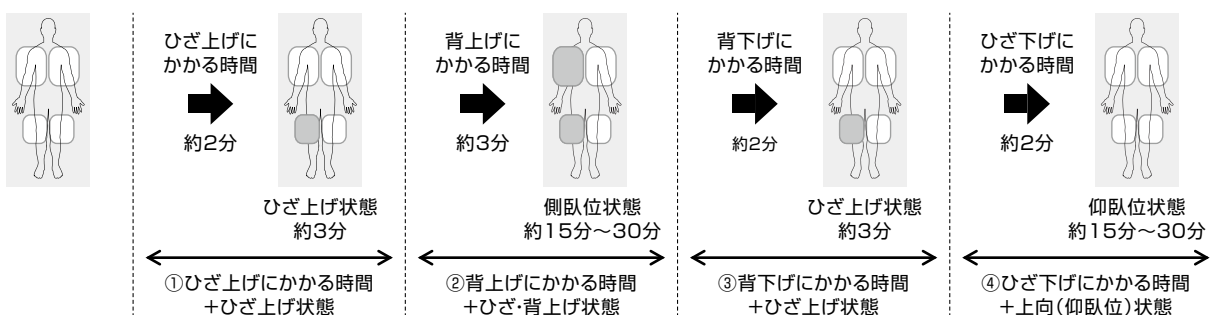 ひざ上げに
かかる時間
約2分
ひざ上げ状態
約3分
①ひざ上げにかかる時間
+ひざ上げ状態
背上げに
かかる時間
約3分
側臥位状態
約15分～30分
②背上げにかかる時間
+ひざ・背上げ状態
背下げに
かかる時間
約2分
ひざ上げ状態
約3分
③背下げにかかる時間
+ひざ上げ状態
ひざ下げに
かかる時間
約2分
仰臥位状態
約15分～30分
④ひざ下げにかかる時間
+上向(仰臥位)状態